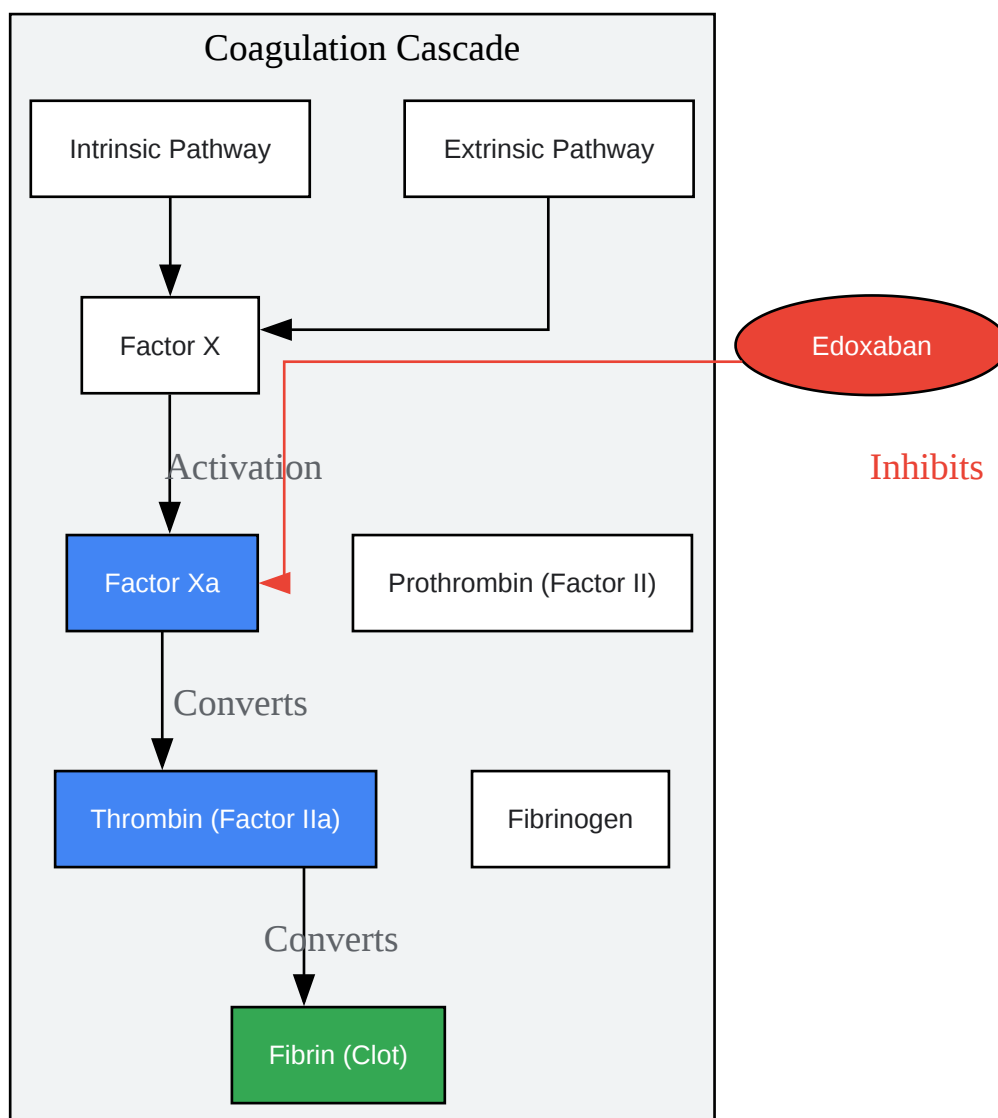 Coagulation Cascade
Intrinsic Pathway
Extrinsic Pathway
Factor X
Edoxaban
Activation
Inhibits
Factor Xa
Prothrombin (Factor II)
Converts
Thrombin (Factor IIa)
Fibrinogen
Converts
Fibrin (Clot)